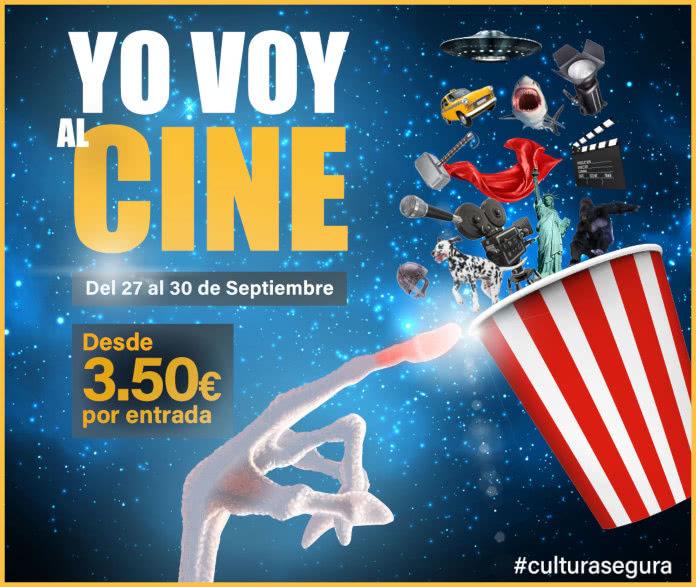 YO VOY
AL CINE
Del 27 al 30 de Septiembre
Desde
3.50€
por entrada
#culturasegura